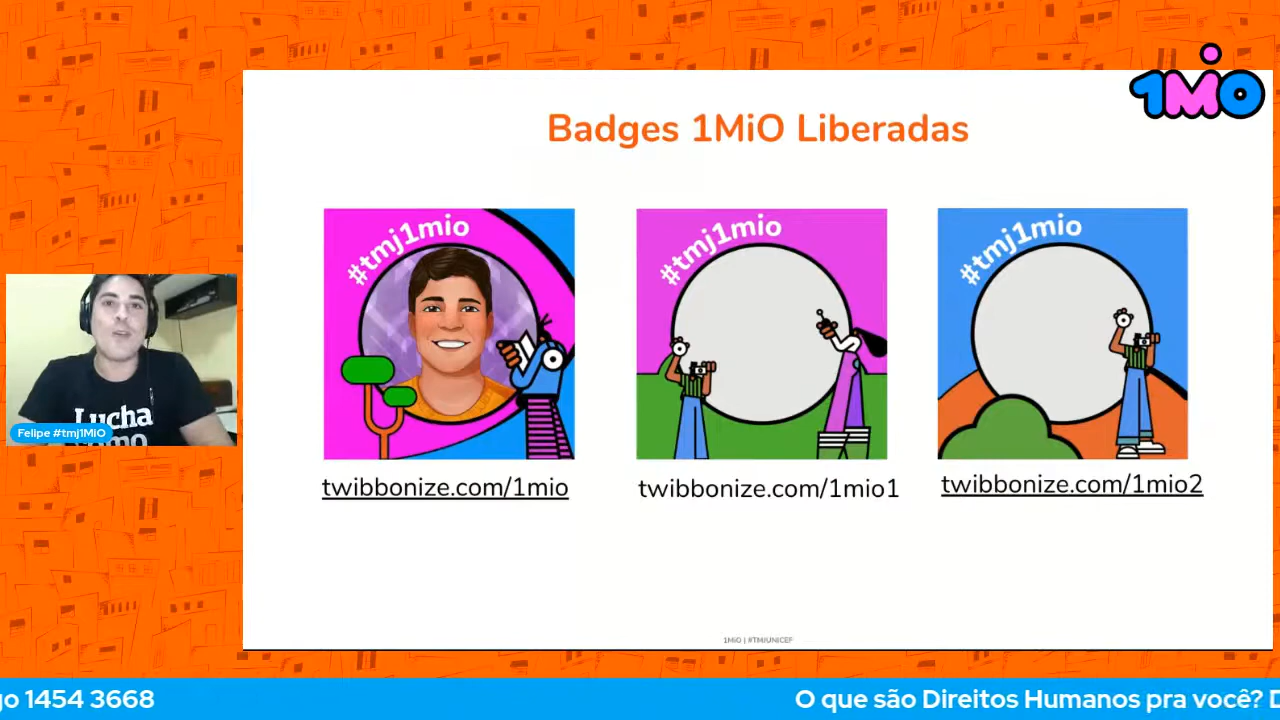 1MiO
Badges 1MiO Liberadas
#tmj1mio
#tmj1mio
#tmj1mio
twibbonize.com/1mio
twibbonize.com/1mio1
twibbonize.com/1mio2
Lucha
Felipe #tmj1MiO
1MiO | #TMJUNICEF
go 1454 3668
O que são Direitos Humanos pra você? D